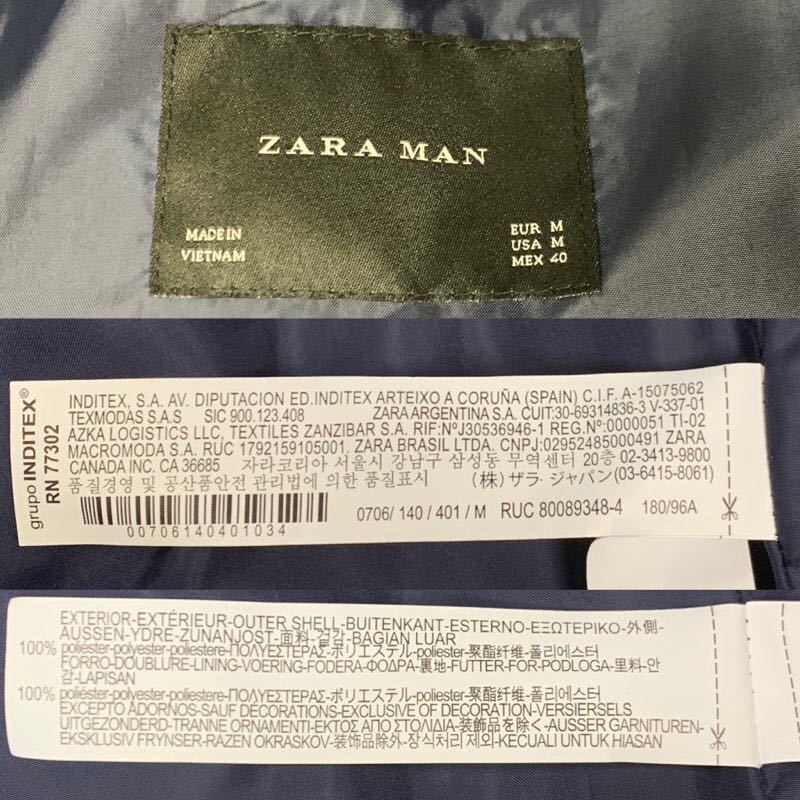 ZARA MAN
MADE IN
VIETNAM
EUR M
USA M
MEX 40
grupo INDITEX®
RN 77302
INDITEX, S.A. AV. DIPUTACION ED.INDITEX ARTEIXO A CORUÑA (SPAIN) C.I.F. A-15075062
TEXMODAS S.A.S SIC 900.123.408 ZARA ARGENTINA S.A. CUIT:30-69314836-3 V-337-01
AZKA LOGISTICS LLC, TEXTILES ZANZIBAR S.A. RIF:NºJ30536946-1 REG.Nº:0000051 TI-02
MACROMODA S.A. RUC 1792159105001, ZARA BRASIL LTDA. CNPJ:02952485000491 ZARA
CANADA INC. CA 36685 자라코리아 서울시 강남구 삼성동 무역센터 20층 02-3413-9800
품질경영 및 공산품안전 관리법에 의한 품질표시 (株) ザラ·ジャパン (03-6415-8061)
00706140401034
0706/ 140 / 401 / M RUC 80089348-4 180/96A
EXTERIOR-EXTÉRIEUR-OUTER SHELL-BUITENKANT-ESTERNO-ΕΞΩΤΕΡΙΚΟ-外側-
AUSSEN-YDRE-ZUNANJOST-面料-겉감-BAGIAN LUAR
100% poliéster-polyester-poliestere-ΠΟΛΥΕΣΤΕΡΑΣ-ポリエステル-poliester-聚酯纤维-폴리에스터
FORRO-DOUBLURE-LINING-VOERING-FODERA-ΦΟΔΡΑ-裏地-FUTTER-FOR-PODLOGA-里料-안
감-LAPISAN
100% poliéster-polyester-poliestere-ΠΟΛΥΕΣΤΕΡΑΣ-ポリエステル-poliester-聚酯纤维-폴리에스터
EXCEPTO ADORNOS-SAUF DÉCORATIONS-EXCLUSIVE OF DECORATION-VERSIERSELS
UITGEZONDERD-TRANNE ORNAMENTI-ΕΚΤΟΣ ΑΠΟ ΣΤΟΛΙΔΙΑ-装飾品を除く-AUSSER GARNITUREN-
EKSKLUSIV FRYNSER-RAZEN OKRASKOV-装饰品除外-장식처리 제외-KECUALI UNTUK HIASAN